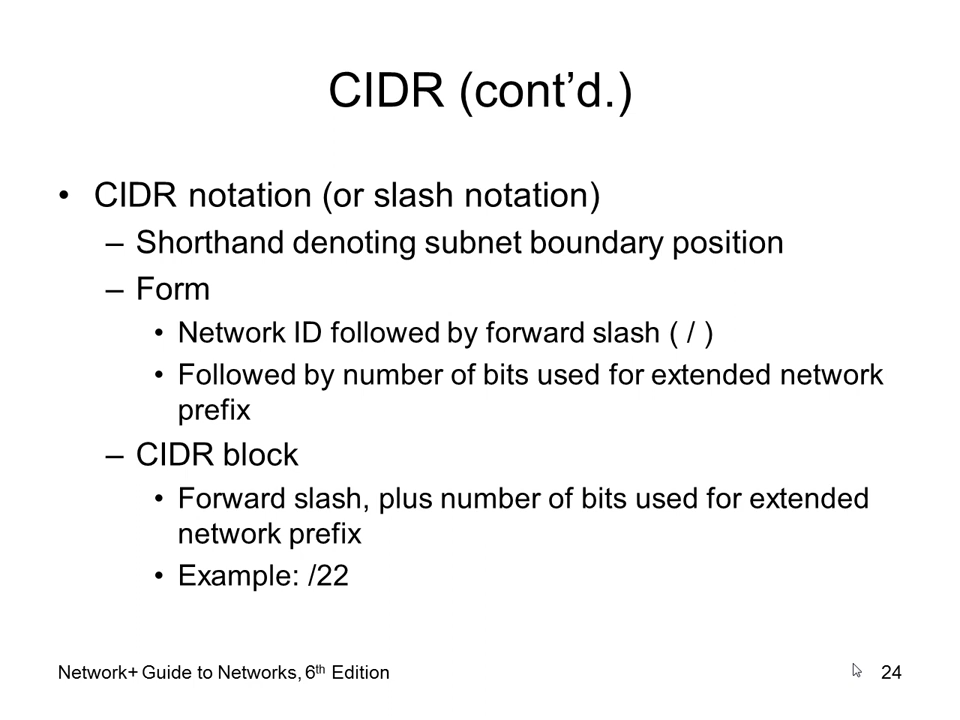 CIDR (cont’d.)
• CIDR notation (or slash notation)
– Shorthand denoting subnet boundary position
– Form
• Network ID followed by forward slash ( / )
• Followed by number of bits used for extended network
prefix
– CIDR block
• Forward slash, plus number of bits used for extended
network prefix
• Example: /22
Network+ Guide to Networks, 6th Edition
24